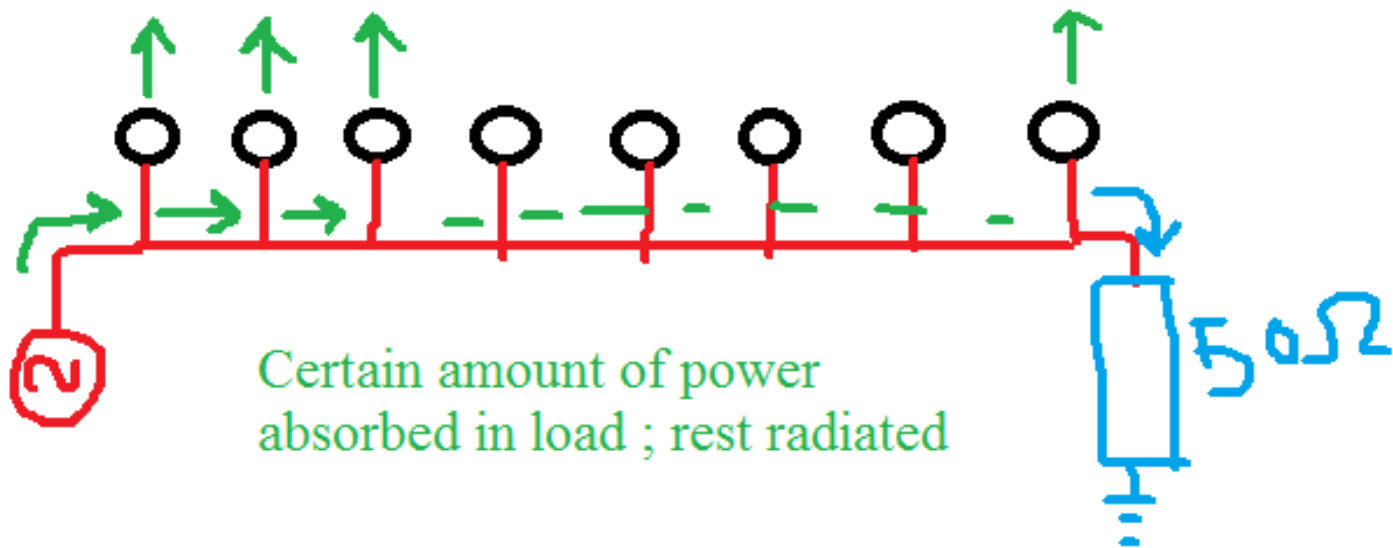 50Ω
Certain amount of power
absorbed in load ; rest radiated